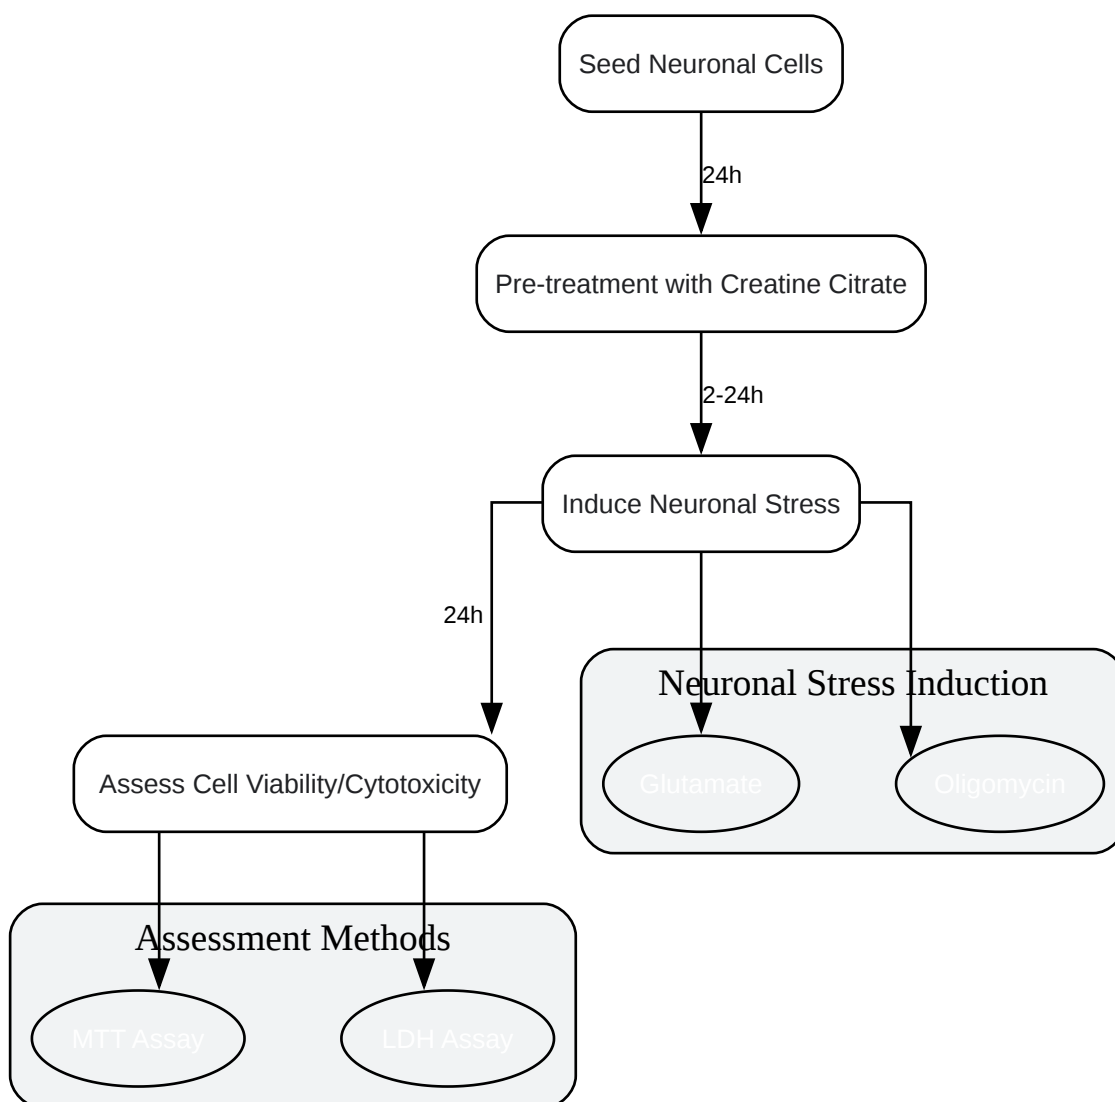 Seed Neuronal Cells
24h
Pre-treatment with Creatine Citrate
2-24h
Induce Neuronal Stress
24h
Neuronal Stress Induction
Glutamate
Oligomycin
Assess Cell Viability/Cytotoxicity
Assessment Methods
MTT Assay
LDH Assay